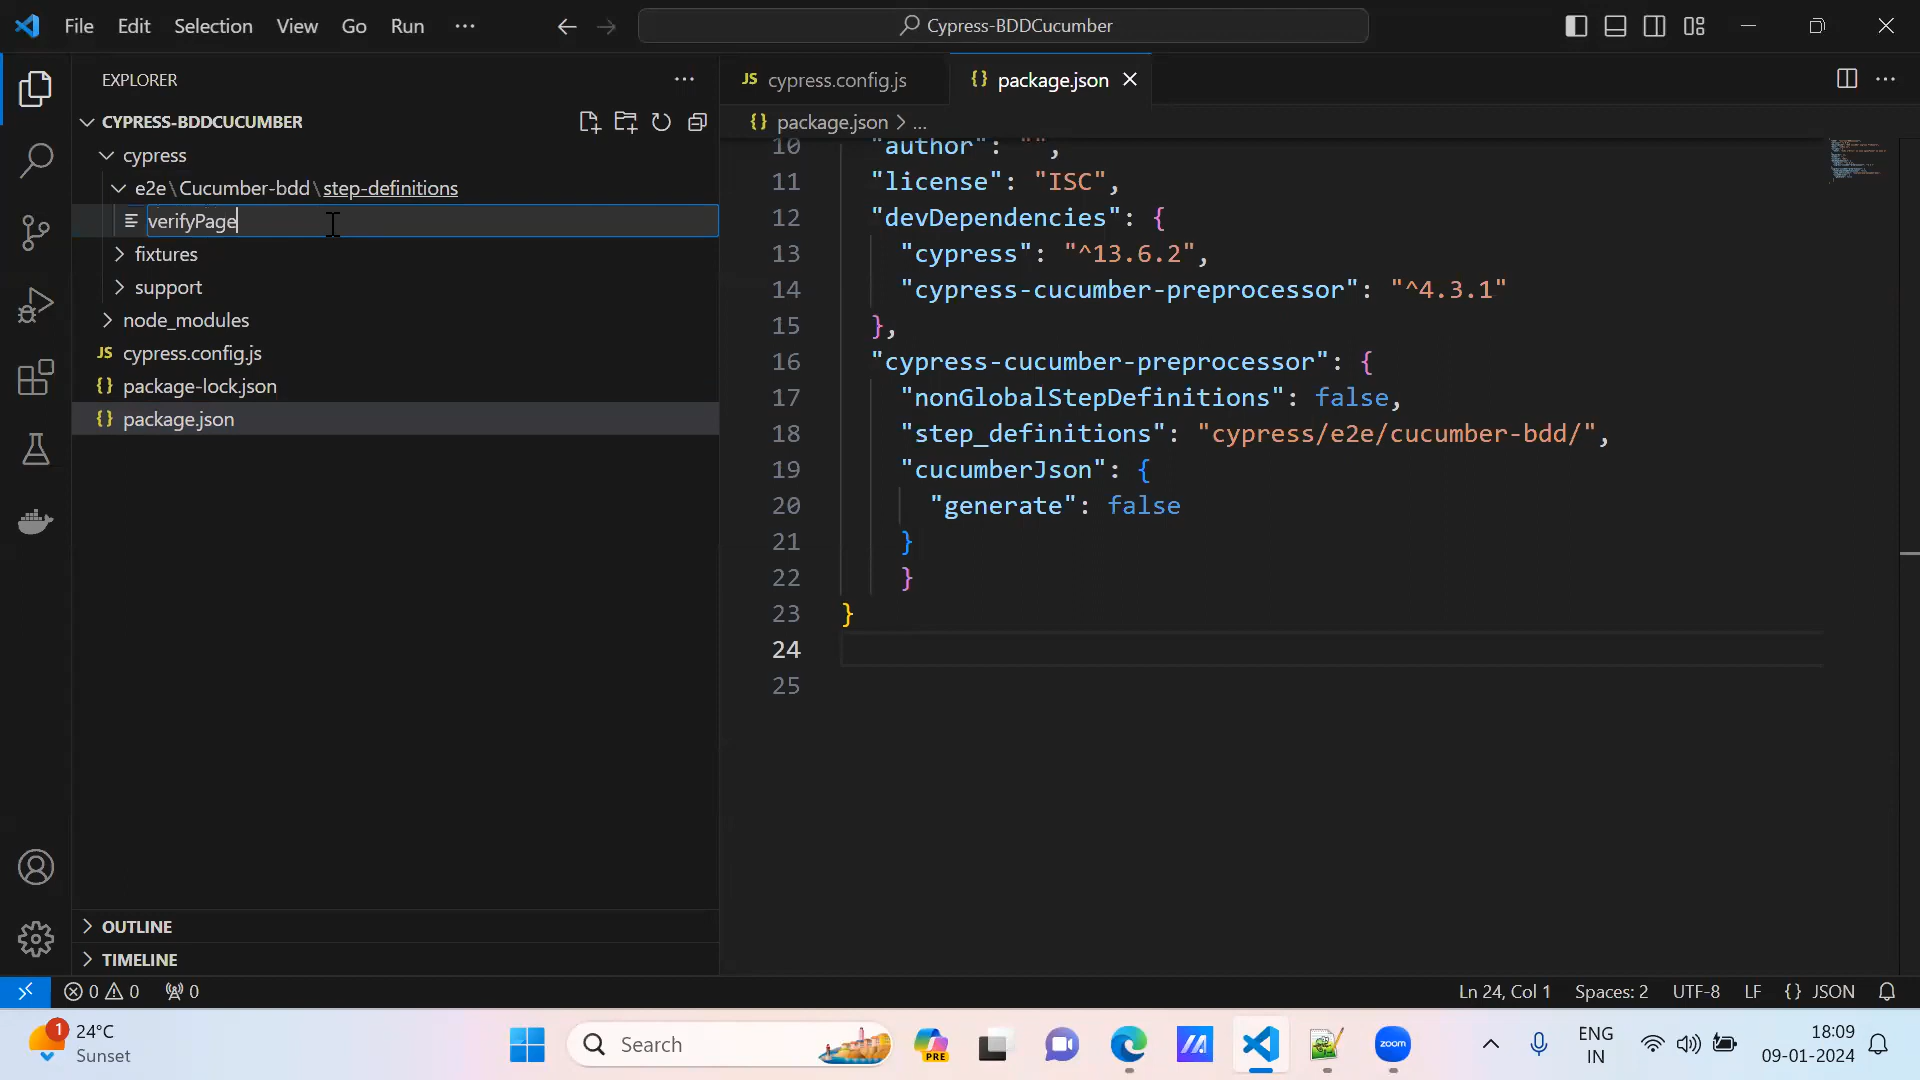 File Edit Selection View Go Run ···
Cypress-BDDCucumber
EXPLORER
CYPRESS-BDDCUCUMBER
cypress
e2e\Cucumber-bdd\step-definitions
verifyPage
fixtures
support
node_modules
JS cypress.config.js
{} package-lock.json
{} package.json
OUTLINE
TIMELINE
JS cypress.config.js
{} package.json
{} package.json > ...
10 "author": "",
11 "license": "ISC",
12 "devDependencies": {
13 "cypress": "^13.6.2",
14 "cypress-cucumber-preprocessor": "^4.3.1"
15 },
16 "cypress-cucumber-preprocessor": {
17 "nonGlobalStepDefinitions": false,
18 "step_definitions": "cypress/e2e/cucumber-bdd/",
19 "cucumberJson": {
20 "generate": false
21 }
22 }
23 }
24
25
0 0 0
Ln 24, Col 1 Spaces: 2 UTF-8 LF {} JSON
1
24°C
Sunset
Search
PRE
zoom
ENG
IN
18:09
09-01-2024